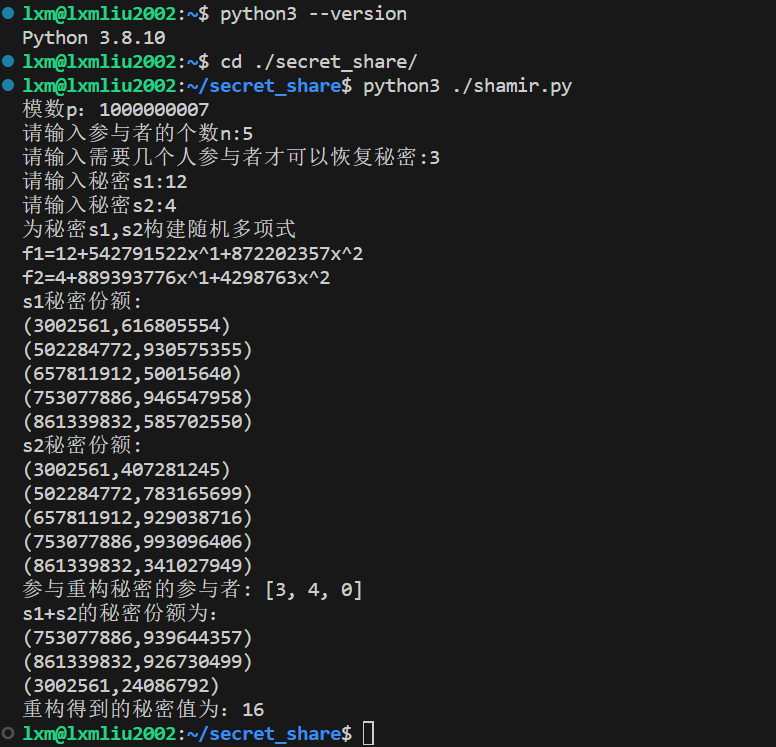 lxm@lxmliu2002:~$ python3 --version
Python 3.8.10
lxm@lxmliu2002:~$ cd ./secret_share/
lxm@lxmliu2002:~/secret_share$ python3 ./shamir.py
模数p：1000000007
请输入参与者的个数n:5
请输入需要几个人参与者才可以恢复秘密:3
请输入秘密s1:12
请输入秘密s2:4
为秘密s1,s2构建随机多项式
f1=12+542791522x^1+872202357x^2
f2=4+889393776x^1+4298763x^2
s1秘密份额:
(3002561,616805554)
(502284772,930575355)
(657811912,50015640)
(753077886,946547958)
(861339832,585702550)
s2秘密份额:
(3002561,407281245)
(502284772,783165699)
(657811912,929038716)
(753077886,993096406)
(861339832,341027949)
参与重构秘密的参与者：[3, 4, 0]
s1+s2的秘密份额为：
(753077886,939644357)
(861339832,926730499)
(3002561,24086792)
重构得到的秘密值为：16
lxm@lxmliu2002:~/secret_share$